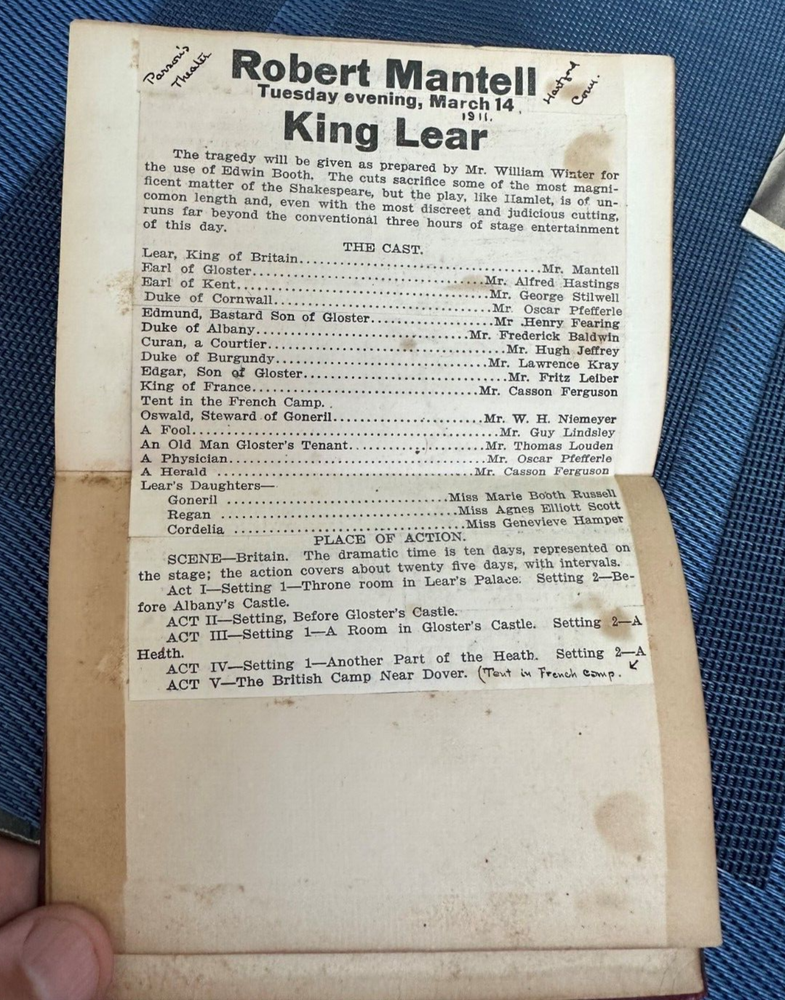 Parson's
Theater
Robert Mantell
Hartford
Conn.
Tuesday evening, March 14,
1911.
King Lear
The tragedy will be given as prepared by Mr. William Winter for
the use of Edwin Booth. The cuts sacrifice some of the most magni-
ficent matter of the Shakespeare, but the play, like Hamlet, is of un-
comon length and, even with the most discreet and judicious cutting,
runs far beyond the conventional three hours of stage entertainment
of this day.
THE CAST.
Lear, King of Britain..........Mr. Mantell
Earl of Gloster..........Mr. Alfred Hastings
Earl of Kent..........Mr. George Stilwell
Duke of Cornwall..........Mr. Oscar Pfefferle
Edmund, Bastard Son of Gloster..........Mr .Henry Fearing
Duke of Albany..........Mr. Frederick Baldwin
Curan, a Courtier..........Mr. Hugh Jeffrey
Duke of Burgundy..........Mr. Lawrence Kray
Edgar, Son of Gloster..........Mr. Fritz Leiber
King of France..........Mr. Casson Ferguson
Tent in the French Camp.
Oswald, Steward of Goneril..........Mr. W. H. Niemeyer
A Fool..........Mr. Guy Lindsley
An Old Man Gloster's Tenant..........Mr. Thomas Louden
A Physician..........Mr. Oscar Pfefferle
A Herald ..........Mr. Casson Ferguson
Lear's Daughters—
Goneril ..........Miss Marie Booth Russell
Regan ..........Miss Agnes Elliott Scott
Cordelia ..........Miss Genevieve Hamper
PLACE OF ACTION.
SCENE—Britain. The dramatic time is ten days, represented on
the stage; the action covers about twenty five days, with intervals.
Act I—Setting 1—Throne room in Lear's Palace. Setting 2—Be-
fore Albany's Castle.
ACT II—Setting, Before Gloster's Castle.
ACT III—Setting 1—A Room in Gloster's Castle. Setting 2—A
Heath.
ACT IV—Setting 1—Another Part of the Heath. Setting 2—A
ACT V—The British Camp Near Dover. (Tent in French Camp.